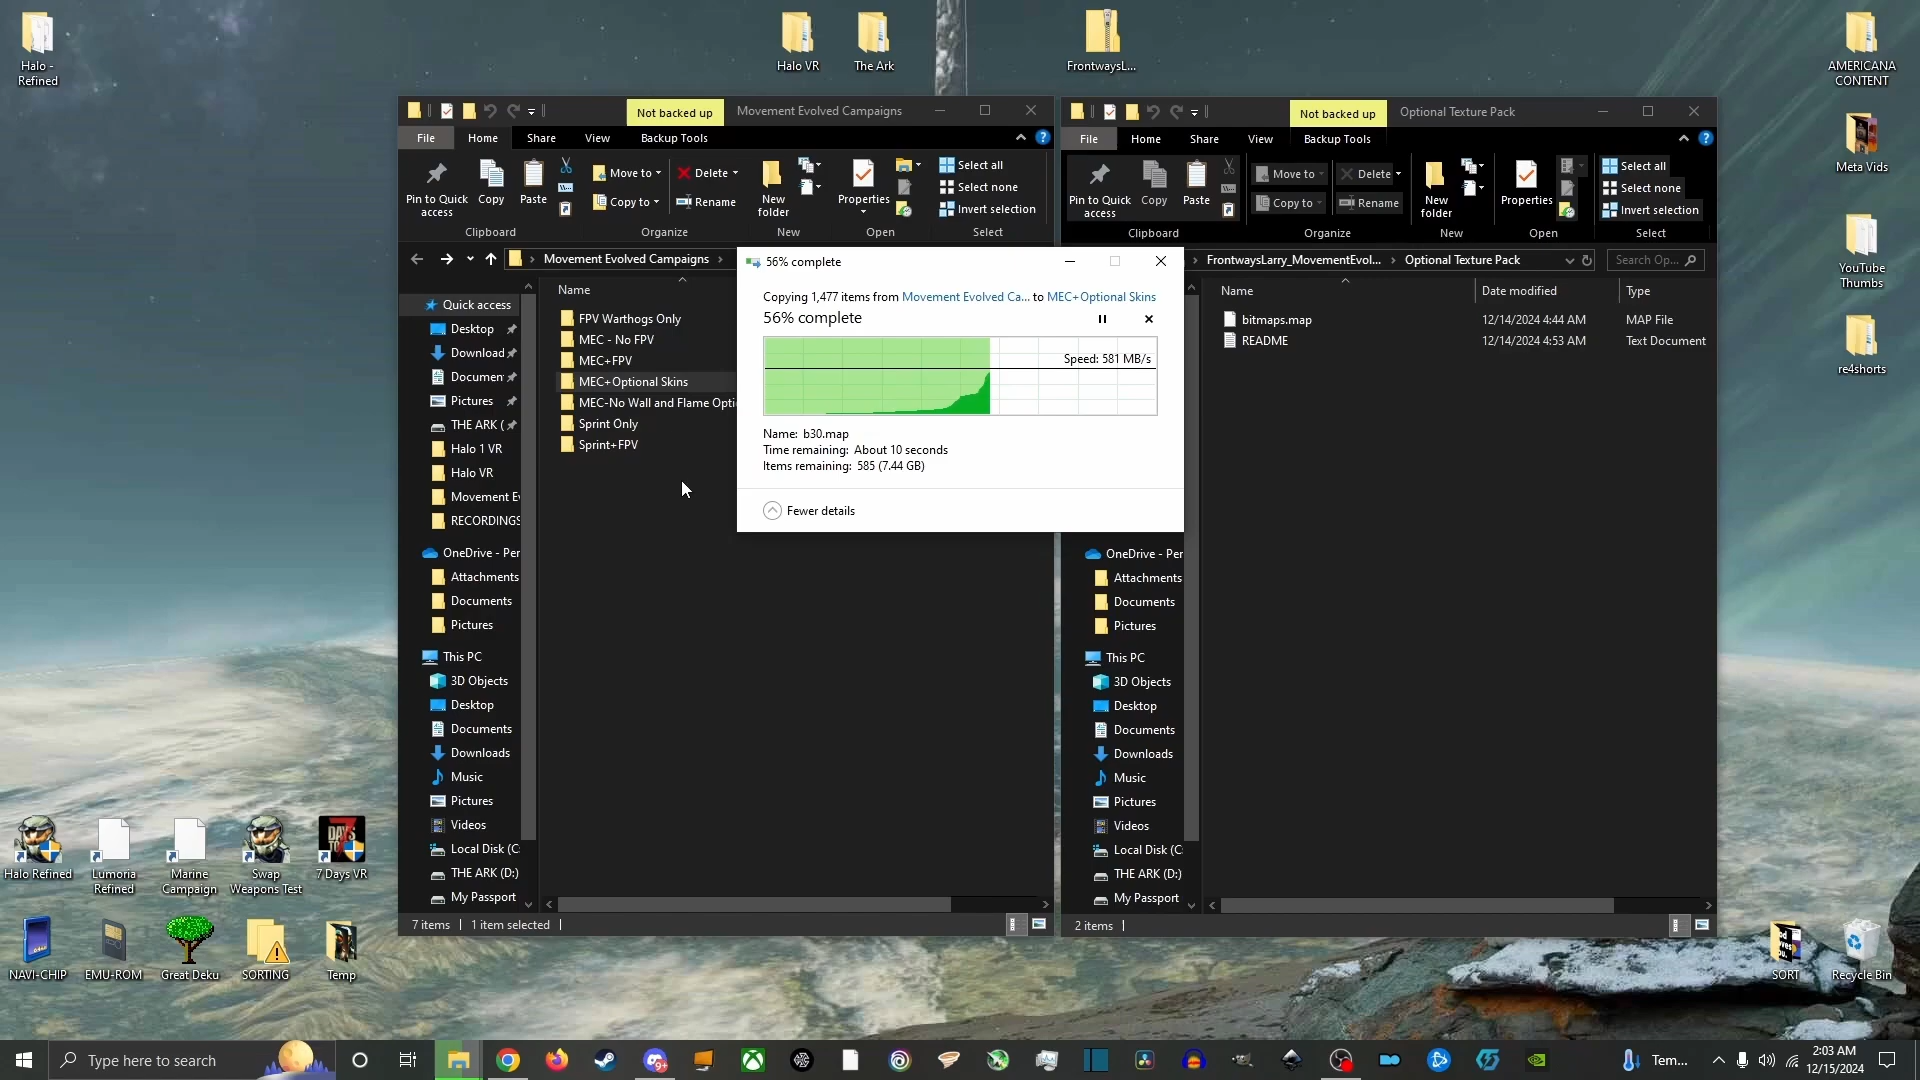 Halo -
Refined
Halo VR
The Ark
FrontwaysL...
AMERICANA
CONTENT
Meta Vids
YouTube
Thumbs
re4shorts
Not backed up
Movement Evolved Campaigns
File
Home
Share
View
Backup Tools
Pin to Quick
access
Copy
Paste
Move to
Copy to
Delete
Rename
New
folder
Properties
Select all
Select none
Invert selection
Clipboard
Organize
New
Open
Select
Movement Evolved Campaigns
Quick access
Desktop
Download
Documen
Pictures
THE ARK (
Halo 1 VR
Halo VR
Movement Ev
RECORDINGS
OneDrive - Per
Attachments
Documents
Pictures
This PC
3D Objects
Desktop
Documents
Downloads
Music
Pictures
Videos
Local Disk (C:
THE ARK (D:)
My Passport
Name
FPV Warthogs Only
MEC - No FPV
MEC+FPV
MEC+Optional Skins
MEC-No Wall and Flame Optio
Sprint Only
Sprint+FPV
7 items
1 item selected
56% complete
Copying 1,477 items from Movement Evolved Ca... to MEC+Optional Skins
56% complete
Speed: 581 MB/s
Name: b30.map
Time remaining: About 10 seconds
Items remaining: 585 (7.44 GB)
Fewer details
Not backed up
Optional Texture Pack
File
Home
Share
View
Backup Tools
Pin to Quick
access
Copy
Paste
Move to
Copy to
Delete
Rename
New
folder
Properties
Select all
Select none
Invert selection
Clipboard
Organize
New
Open
Select
FrontwaysLarry_MovementEvol...
Optional Texture Pack
Search Op...
Name
Date modified
Type
bitmaps.map
12/14/2024 4:44 AM
MAP File
README
12/14/2024 4:53 AM
Text Document
OneDrive - Per
Attachments
Documents
Pictures
This PC
3D Objects
Desktop
Documents
Downloads
Music
Pictures
Videos
Local Disk (C:
THE ARK (D:)
My Passport
2 items
Halo Refined
Lumoria
Refined
Marine
Campaign
Swap
Weapons Test
7 Days VR
NAVI-CHIP
EMU-ROM
Great Deku
SORTING
Temp
SORT
Recycle Bin
Type here to search
9+
Tem...
2:03 AM
12/15/2024